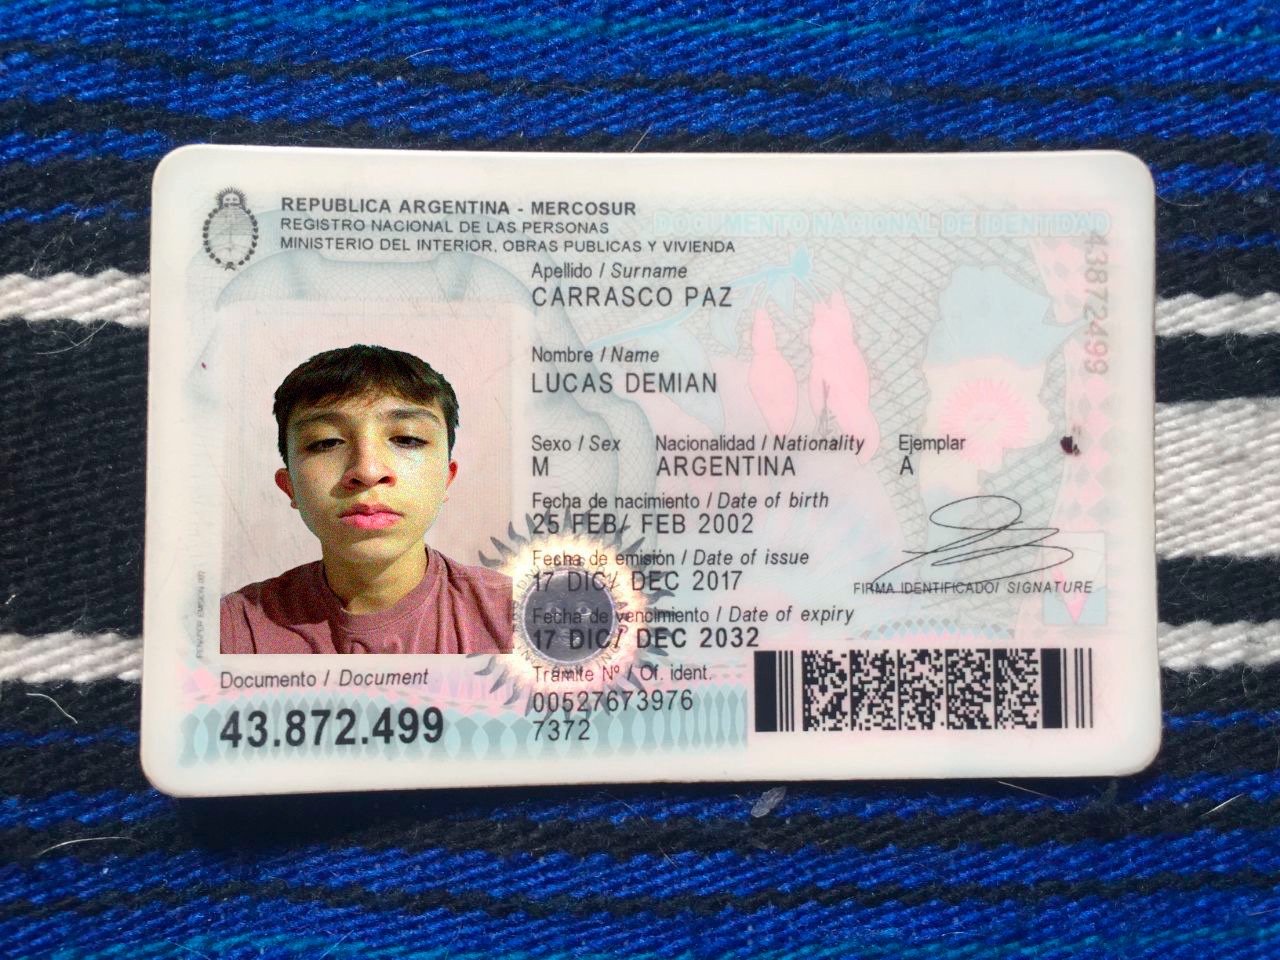 REPUBLICA ARGENTINA - MERCOSUR
REGISTRO NACIONAL DE LAS PERSONAS
MINISTERIO DEL INTERIOR, OBRAS PUBLICAS Y VIVIENDA
DOCUMENTO NACIONAL DE IDENTIDAD
43872499
Apellido / Surname
CARRASCO PAZ
Nombre / Name
LUCAS DEMIAN
Sexo / Sex Nacionalidad / Nationality Ejemplar
M ARGENTINA A
Fecha de nacimiento / Date of birth
25 FEB/ FEB 2002
Fecha de emisión / Date of issue
17 DIC/ DEC 2017
FIRMA IDENTIFICADO/ SIGNATURE
Fecha de vencimiento / Date of expiry
17 DIC/ DEC 2032
Documento / Document
43.872.499
Trámite Nº / Of. ident.
00527673976
7372